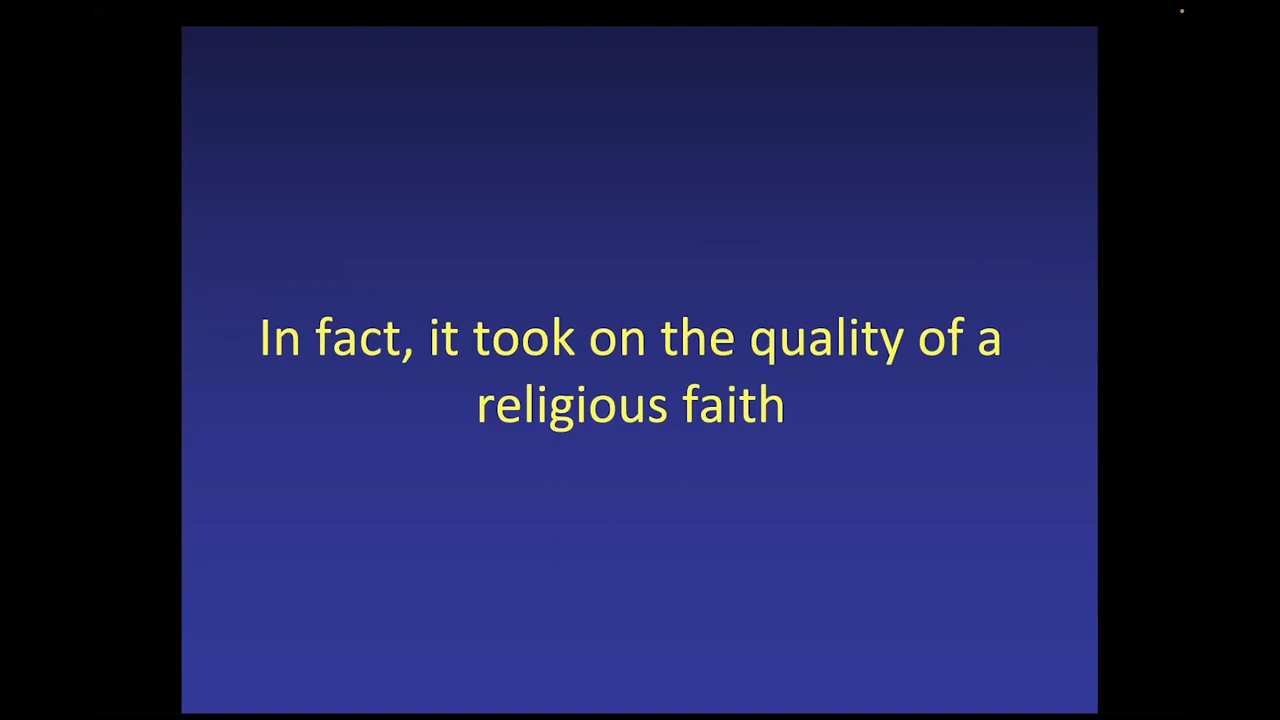 In fact, it took on the quality of a
religious faith